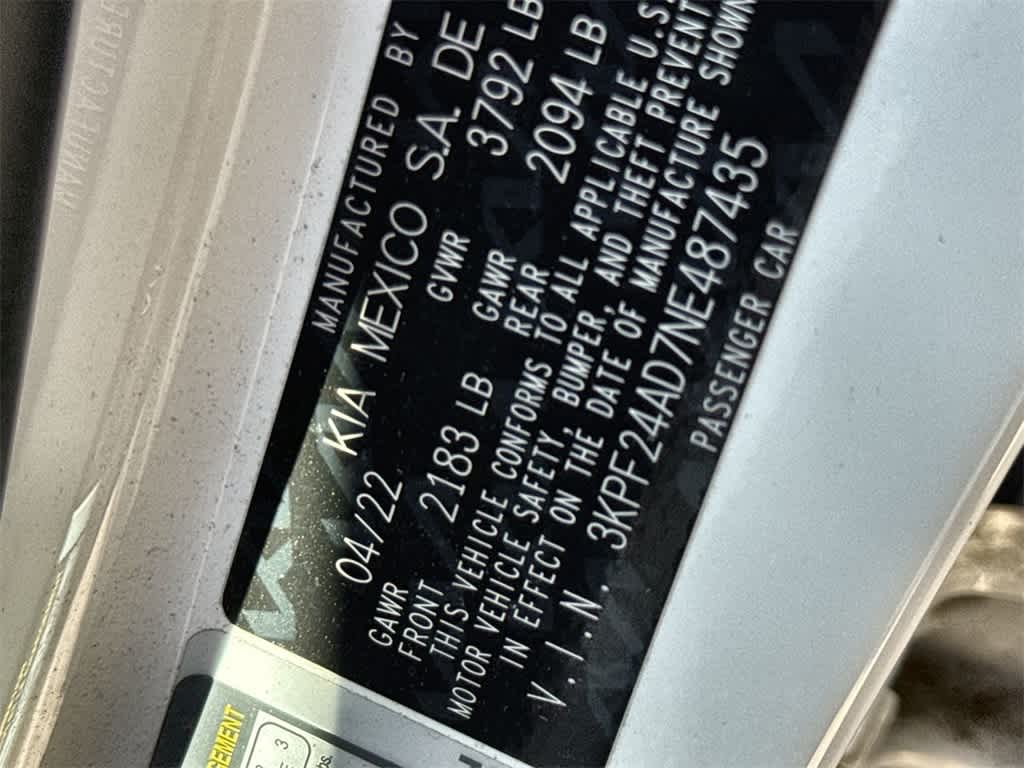 MANUFACTURED BY
04/22 KIA MEXICO S.A. DE
GVWR 3792 LB
GAWR FRONT 2183 LB GAWR REAR 2094 LB
THIS VEHICLE CONFORMS TO ALL APPLICABLE U.S.
MOTOR VEHICLE SAFETY, BUMPER, AND THEFT PREVENT
IN EFFECT ON THE DATE OF MANUFACTURE SHOWN
V.I.N. 3KPF24AD7NE487435
PASSENGER CAR
GEMENT
3